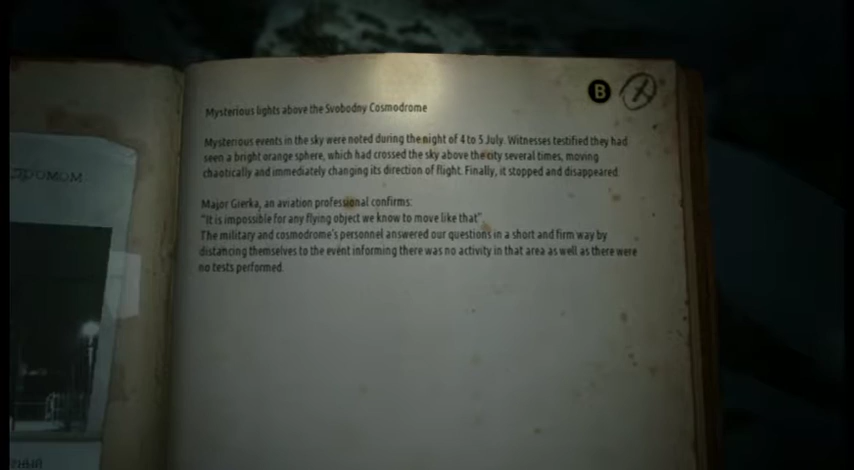 дромом
ный
B
Mysterious lights above the Svobodny Cosmodrome
Mysterious events in the sky were noted during the night of 4 to 5 July. Witnesses testified they had
seen a bright orange sphere, which had crossed the sky above the city several times, moving
chaotically and immediately changing its direction of flight. Finally, it stopped and disappeared.
Major Gierka, an aviation professional confirms:
"It is impossible for any flying object we know to move like that"
The military and cosmodrome's personnel answered our questions in a short and firm way by
distancing themselves to the event informing there was no activity in that area as well as there were
no tests performed.